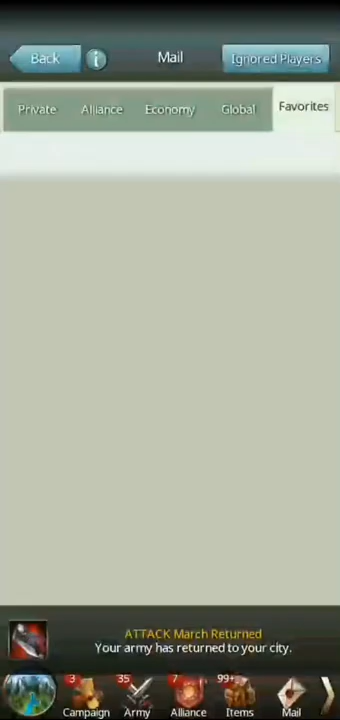 Back
i
Mail
Ignored Players
Private
Alliance
Economy
Global
Favorites
ATTACK March Returned
Your army has returned to your city.
3
35
7
99+
Campaign
Army
Alliance
Items
Mail